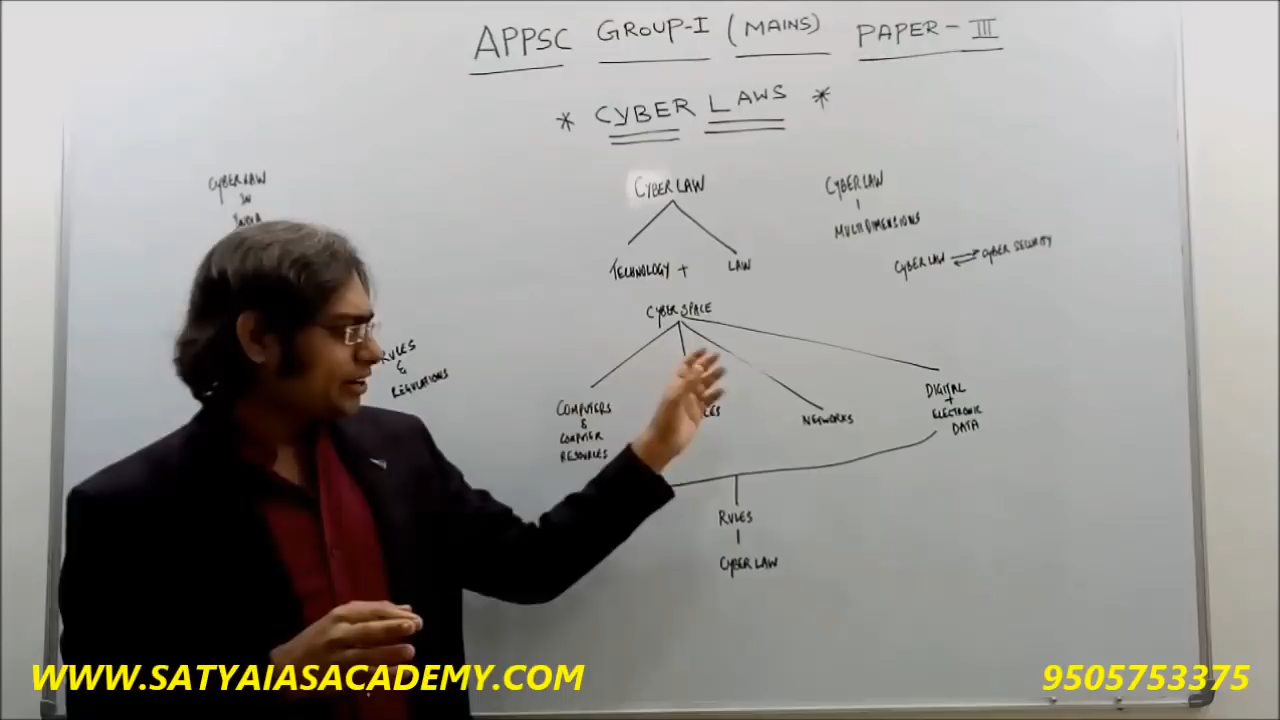 APPSC GROUP-I (MAINS) PAPER-III
* CYBER LAWS *
CYBER LAW
IN
INDIA
RULES
&
REGULATIONS
CYBER LAW
TECHNOLOGY + LAW
CYBER LAW
MULTIDIMENSIONS
CYBER LAW ⇌ CYBER SECURITY
CYBER SPACE
COMPUTERS
&
COMPUTER
RESOURCES
NETWORKS
DIGITAL
+
ELECTRONIC
DATA
RULES
CYBER LAW
WWW.SATYAIASACADEMY.COM
9505753375